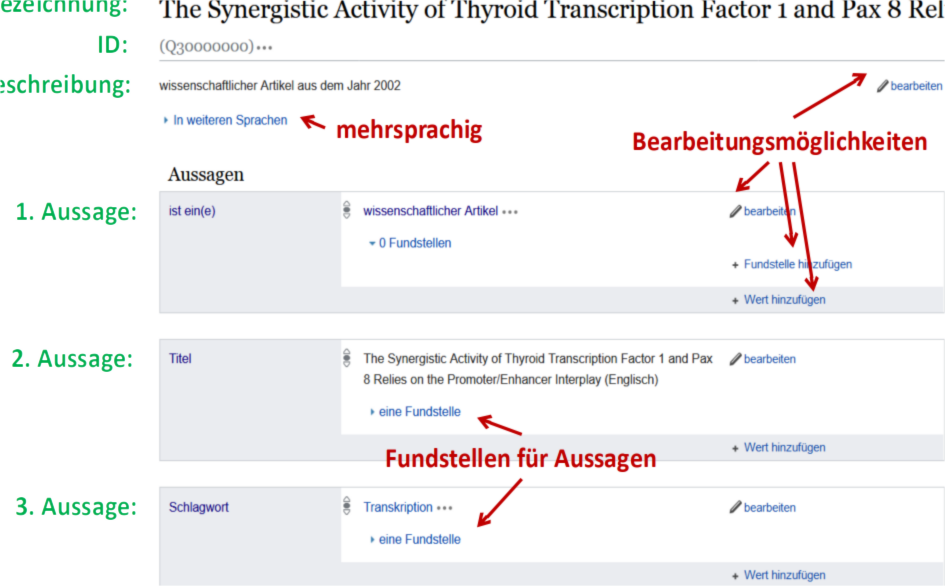 ezeichnung: The Synergistic Activity of Thyroid Transcription Factor 1 and Pax 8 Rel
ID: (Q30000000)•••
eschreibung: wissenschaftlicher Artikel aus dem Jahr 2002 bearbeiten
In weiteren Sprachen mehrsprachig
Bearbeitungsmöglichkeiten
Aussagen
1. Aussage: ist ein(e) wissenschaftlicher Artikel ••• bearbeiten
0 Fundstellen
+ Fundstelle hinzufügen
+ Wert hinzufügen
2. Aussage: Titel The Synergistic Activity of Thyroid Transcription Factor 1 and Pax bearbeiten
8 Relies on the Promoter/Enhancer Interplay (Englisch)
eine Fundstelle
+ Wert hinzufügen
Fundstellen für Aussagen
3. Aussage: Schlagwort Transkription ••• bearbeiten
eine Fundstelle
+ Wert hinzufügen